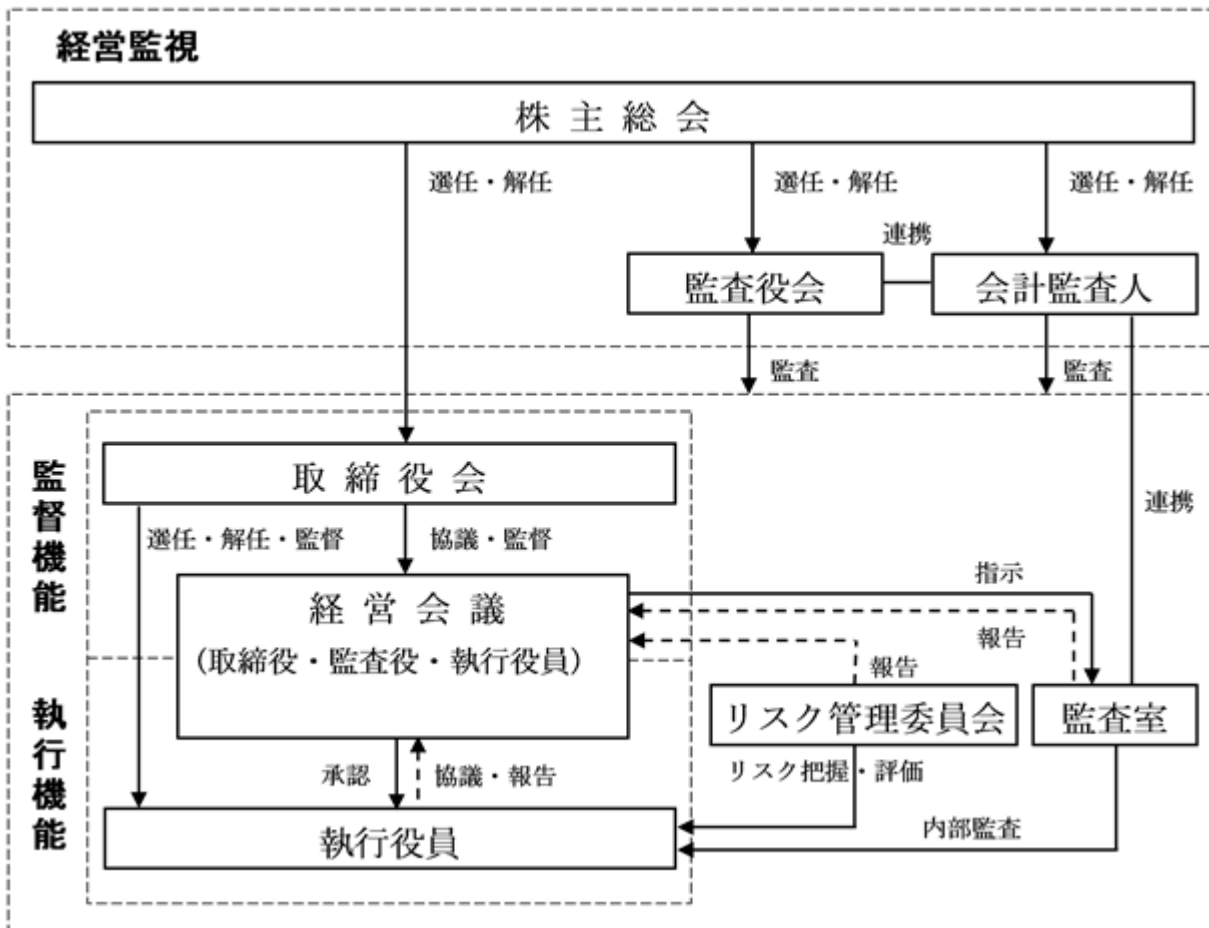 経営監視
株主総会
選任・解任
選任・解任
選任・解任
連携
監査役会
会計監査人
監査
監査
監督機能
取締役会
連携
選任・解任・監督
協議・監督
指示
経営会議
報告
(取締役・監査役・執行役員)
報告
執行機能
リスク管理委員会
監査室
承認
協議・報告
リスク把握・評価
内部監査
執行役員